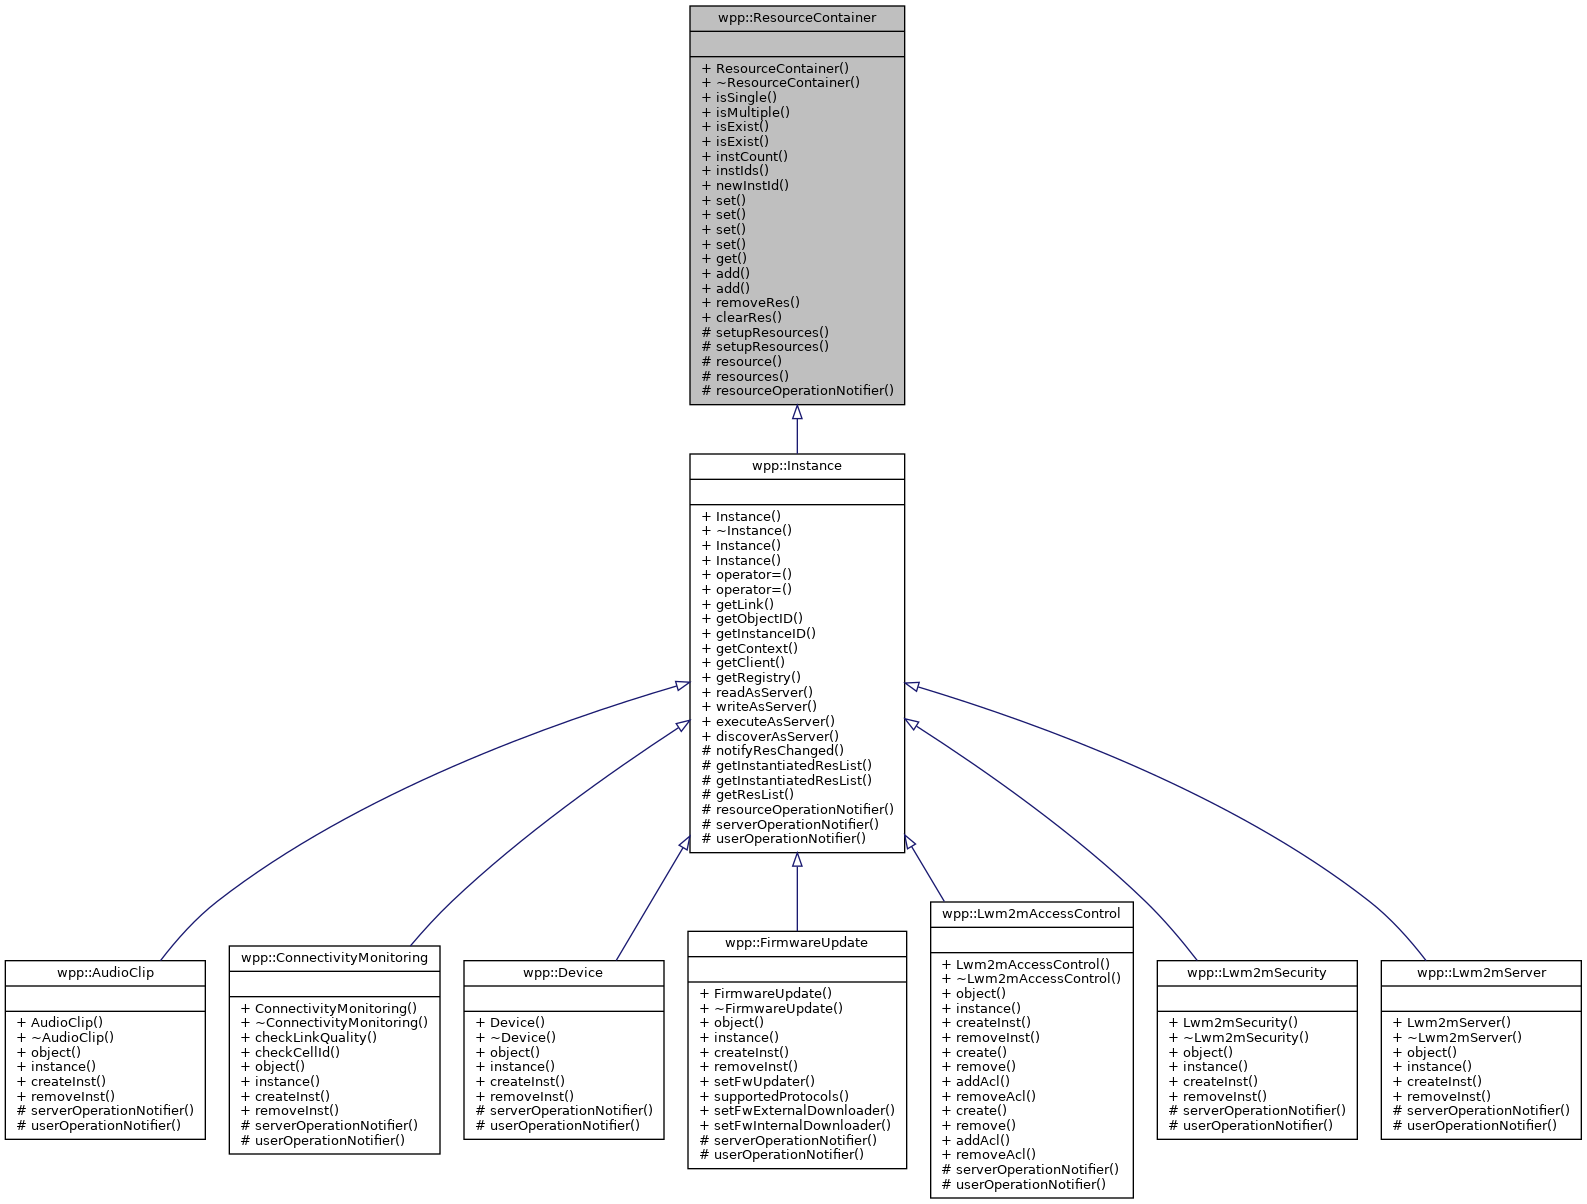 wpp::ResourceContainer
+ ResourceContainer()
+ ~ResourceContainer()
+ isSingle()
+ isMultiple()
+ isExist()
+ isExist()
+ instCount()
+ instIds()
+ newInstId()
+ set()
+ set()
+ set()
+ set()
+ get()
+ add()
+ add()
+ removeRes()
+ clearRes()
# setupResources()
# setupResources()
# resource()
# resources()
# resourceOperationNotifier()
wpp::Instance
+ Instance()
+ ~Instance()
+ Instance()
+ Instance()
+ operator=()
+ operator=()
+ getLink()
+ getObjectID()
+ getInstanceID()
+ getContext()
+ getClient()
+ getRegistry()
+ readAsServer()
+ writeAsServer()
+ executeAsServer()
+ discoverAsServer()
# notifyResChanged()
# getInstantiatedResList()
# getInstantiatedResList()
# getResList()
# resourceOperationNotifier()
# serverOperationNotifier()
# userOperationNotifier()
wpp::AudioClip
+ AudioClip()
+ ~AudioClip()
+ object()
+ instance()
+ createInst()
+ removeInst()
# serverOperationNotifier()
# userOperationNotifier()
wpp::ConnectivityMonitoring
+ ConnectivityMonitoring()
+ ~ConnectivityMonitoring()
+ checkLinkQuality()
+ checkCellId()
+ object()
+ instance()
+ createInst()
+ removeInst()
# serverOperationNotifier()
# userOperationNotifier()
wpp::Device
+ Device()
+ ~Device()
+ object()
+ instance()
+ createInst()
+ removeInst()
# serverOperationNotifier()
# userOperationNotifier()
wpp::FirmwareUpdate
+ FirmwareUpdate()
+ ~FirmwareUpdate()
+ object()
+ instance()
+ createInst()
+ removeInst()
+ setFwUpdater()
+ supportedProtocols()
+ setFwExternalDownloader()
+ setFwInternalDownloader()
# serverOperationNotifier()
# userOperationNotifier()
wpp::Lwm2mAccessControl
+ Lwm2mAccessControl()
+ ~Lwm2mAccessControl()
+ object()
+ instance()
+ createInst()
+ removeInst()
+ create()
+ remove()
+ addAcl()
+ removeAcl()
+ create()
+ remove()
+ addAcl()
+ removeAcl()
# serverOperationNotifier()
# userOperationNotifier()
wpp::Lwm2mSecurity
+ Lwm2mSecurity()
+ ~Lwm2mSecurity()
+ object()
+ instance()
+ createInst()
+ removeInst()
# serverOperationNotifier()
# userOperationNotifier()
wpp::Lwm2mServer
+ Lwm2mServer()
+ ~Lwm2mServer()
+ object()
+ instance()
+ createInst()
+ removeInst()
# serverOperationNotifier()
# userOperationNotifier()